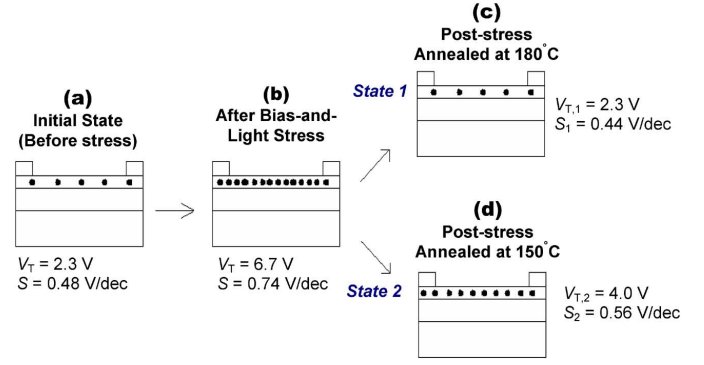 (a)
Initial State
(Before stress)
V_T = 2.3 V
S = 0.48 V/dec
(b)
After Bias-and-
Light Stress
V_T = 6.7 V
S = 0.74 V/dec
(c)
Post-stress
Annealed at 180°C
State 1
V_T,1 = 2.3 V
S_1 = 0.44 V/dec
(d)
Post-stress
Annealed at 150°C
State 2
V_T,2 = 4.0 V
S_2 = 0.56 V/dec